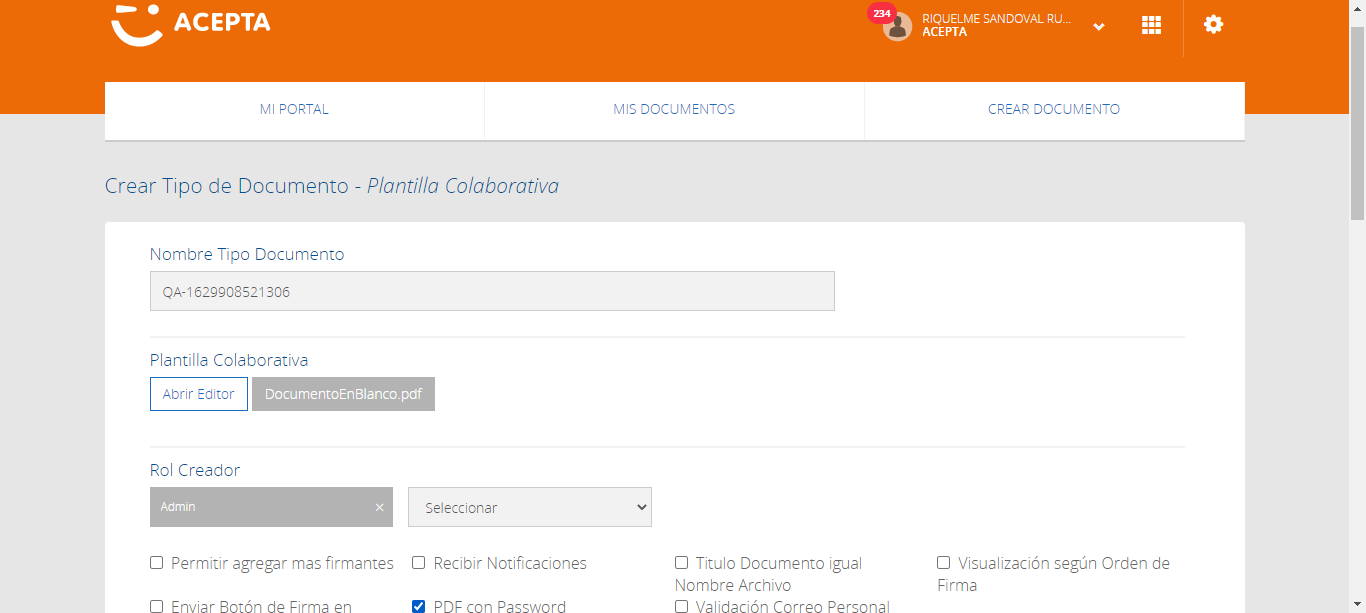 ACEPTA
234
RIQUELME SANDOVAL RU...
ACEPTA
MI PORTAL
MIS DOCUMENTOS
CREAR DOCUMENTO
Crear Tipo de Documento - Plantilla Colaborativa
Nombre Tipo Documento
QA-1629908521306
Plantilla Colaborativa
Abrir Editor
DocumentoEnBlanco.pdf
Rol Creador
Admin ×
Seleccionar
Permitir agregar mas firmantes
Recibir Notificaciones
Titulo Documento igual
Nombre Archivo
Visualización según Orden de
Firma
Enviar Botón de Firma en
PDF con Password
Validación Correo Personal